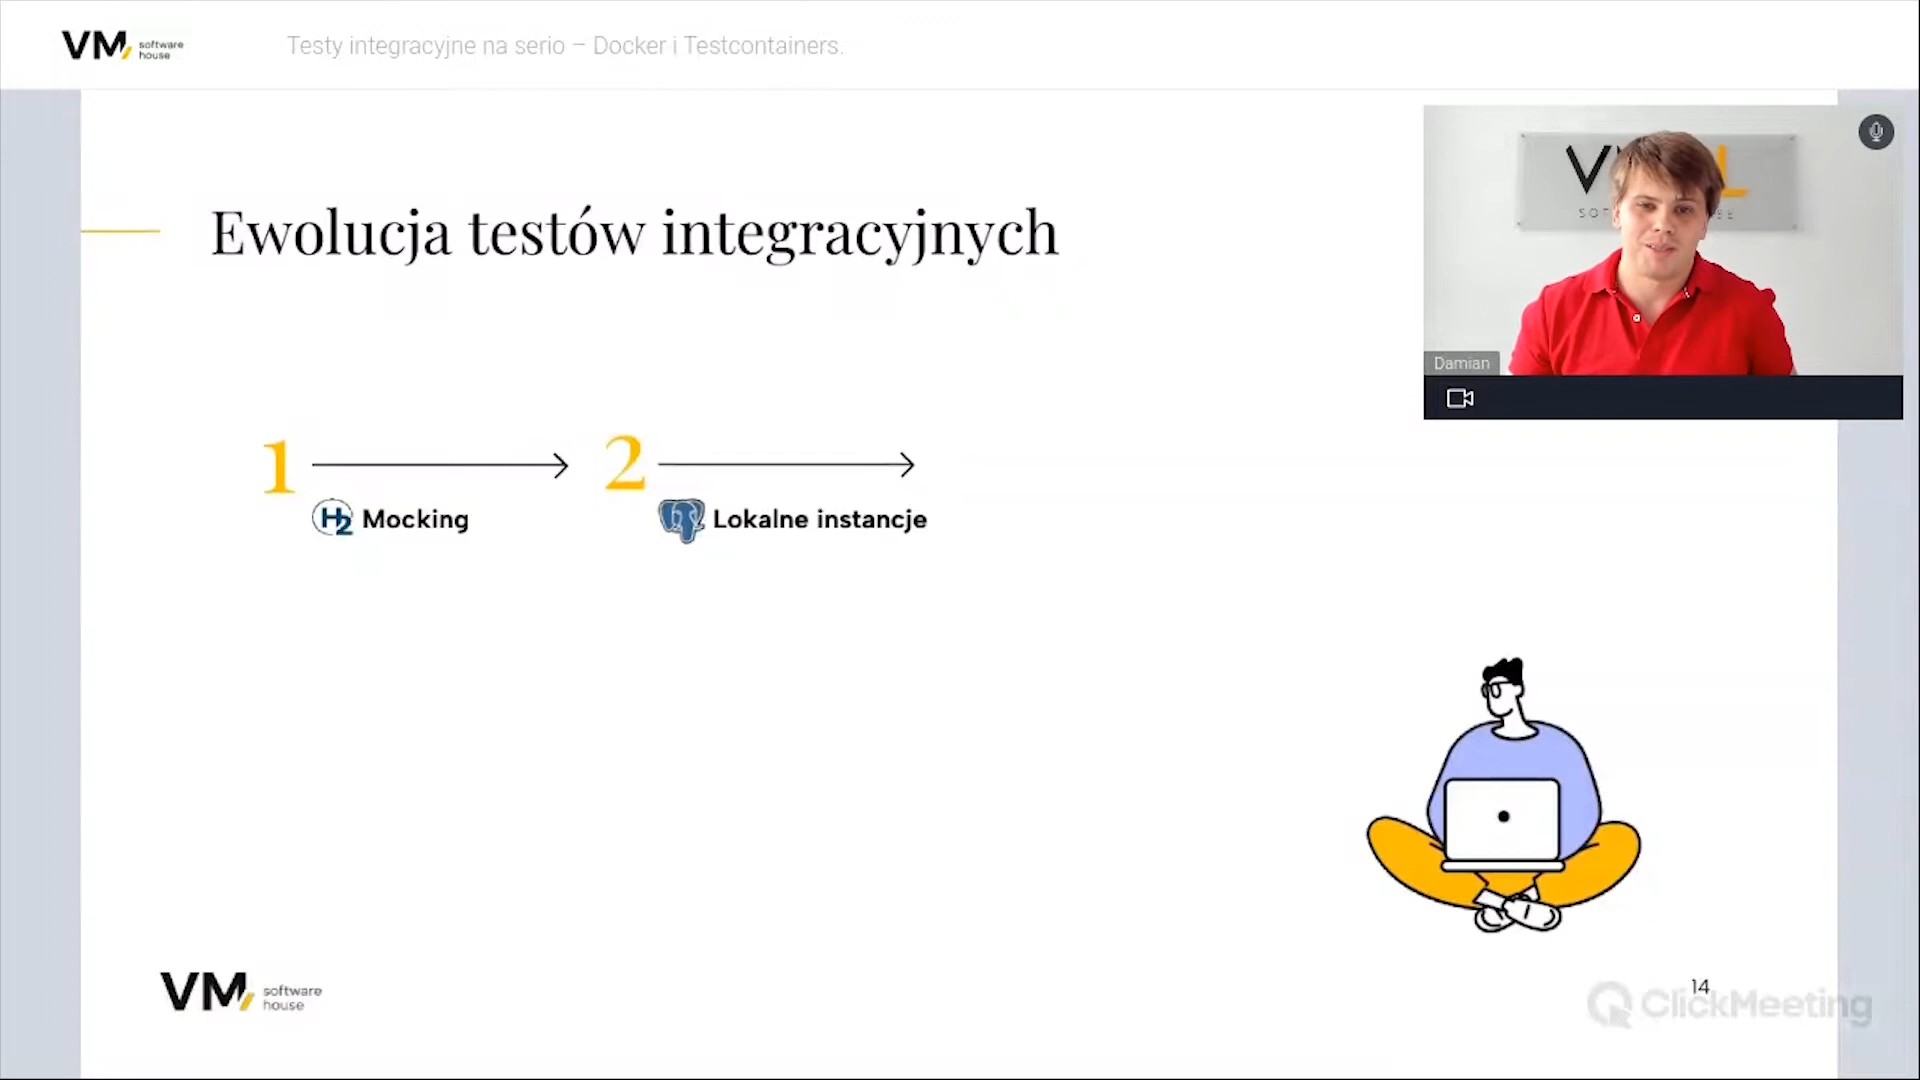 VM software house
Testy integracyjne na serio – Docker i Testcontainers.
Ewolucja testów integracyjnych
Damian
1
2
H2 Mocking
Lokalne instancje
VM software house
14
ClickMeeting